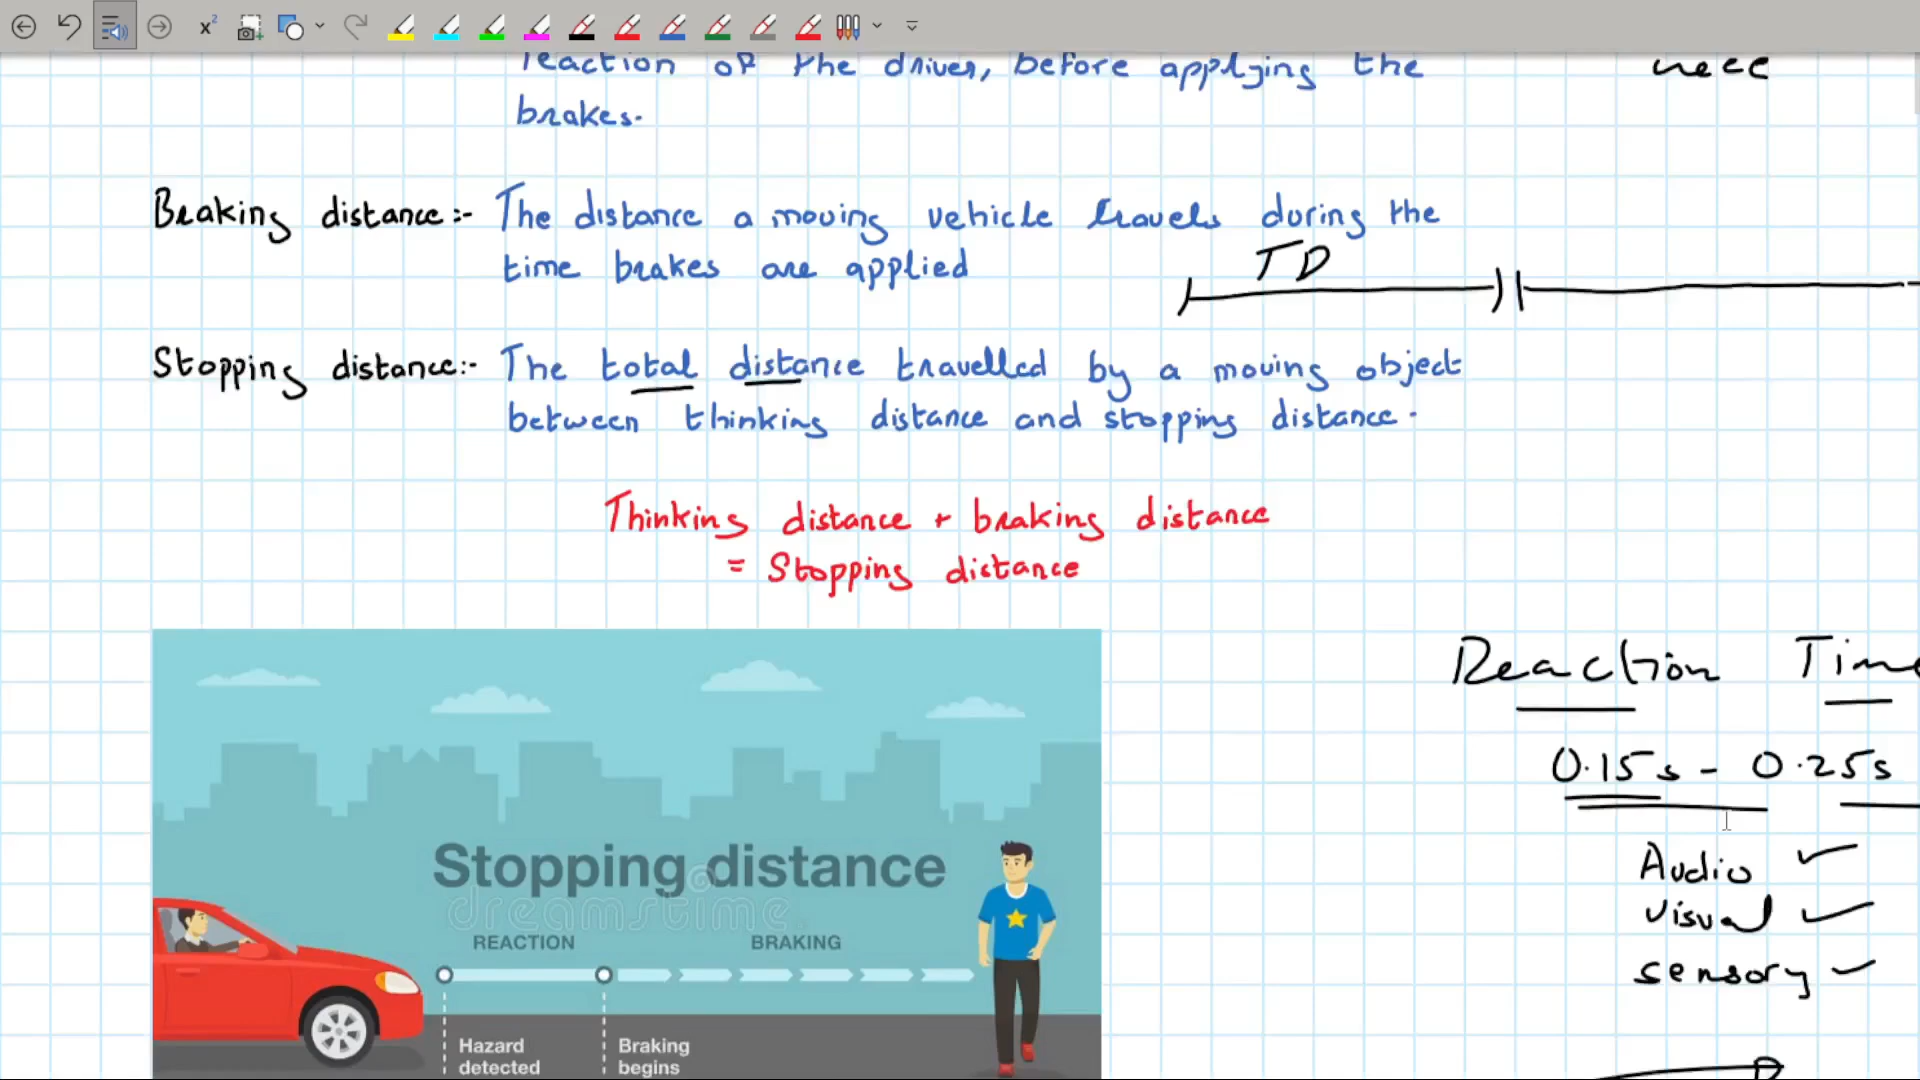 reaction of the driver, before applying the
brakes.
Braking distance:- The distance a moving vehicle travels during the
time brakes are applied
TD
Stopping distance:- The total distance travelled by a moving object
between thinking distance and stopping distance.
Thinking distance + braking distance
= Stopping distance
Reaction Time
0.15s - 0.25s
Audio ✓
visual ✓
sensory ✓
Stopping distance
dreamstime
REACTION BRAKING
Hazard
detected
Braking
begins